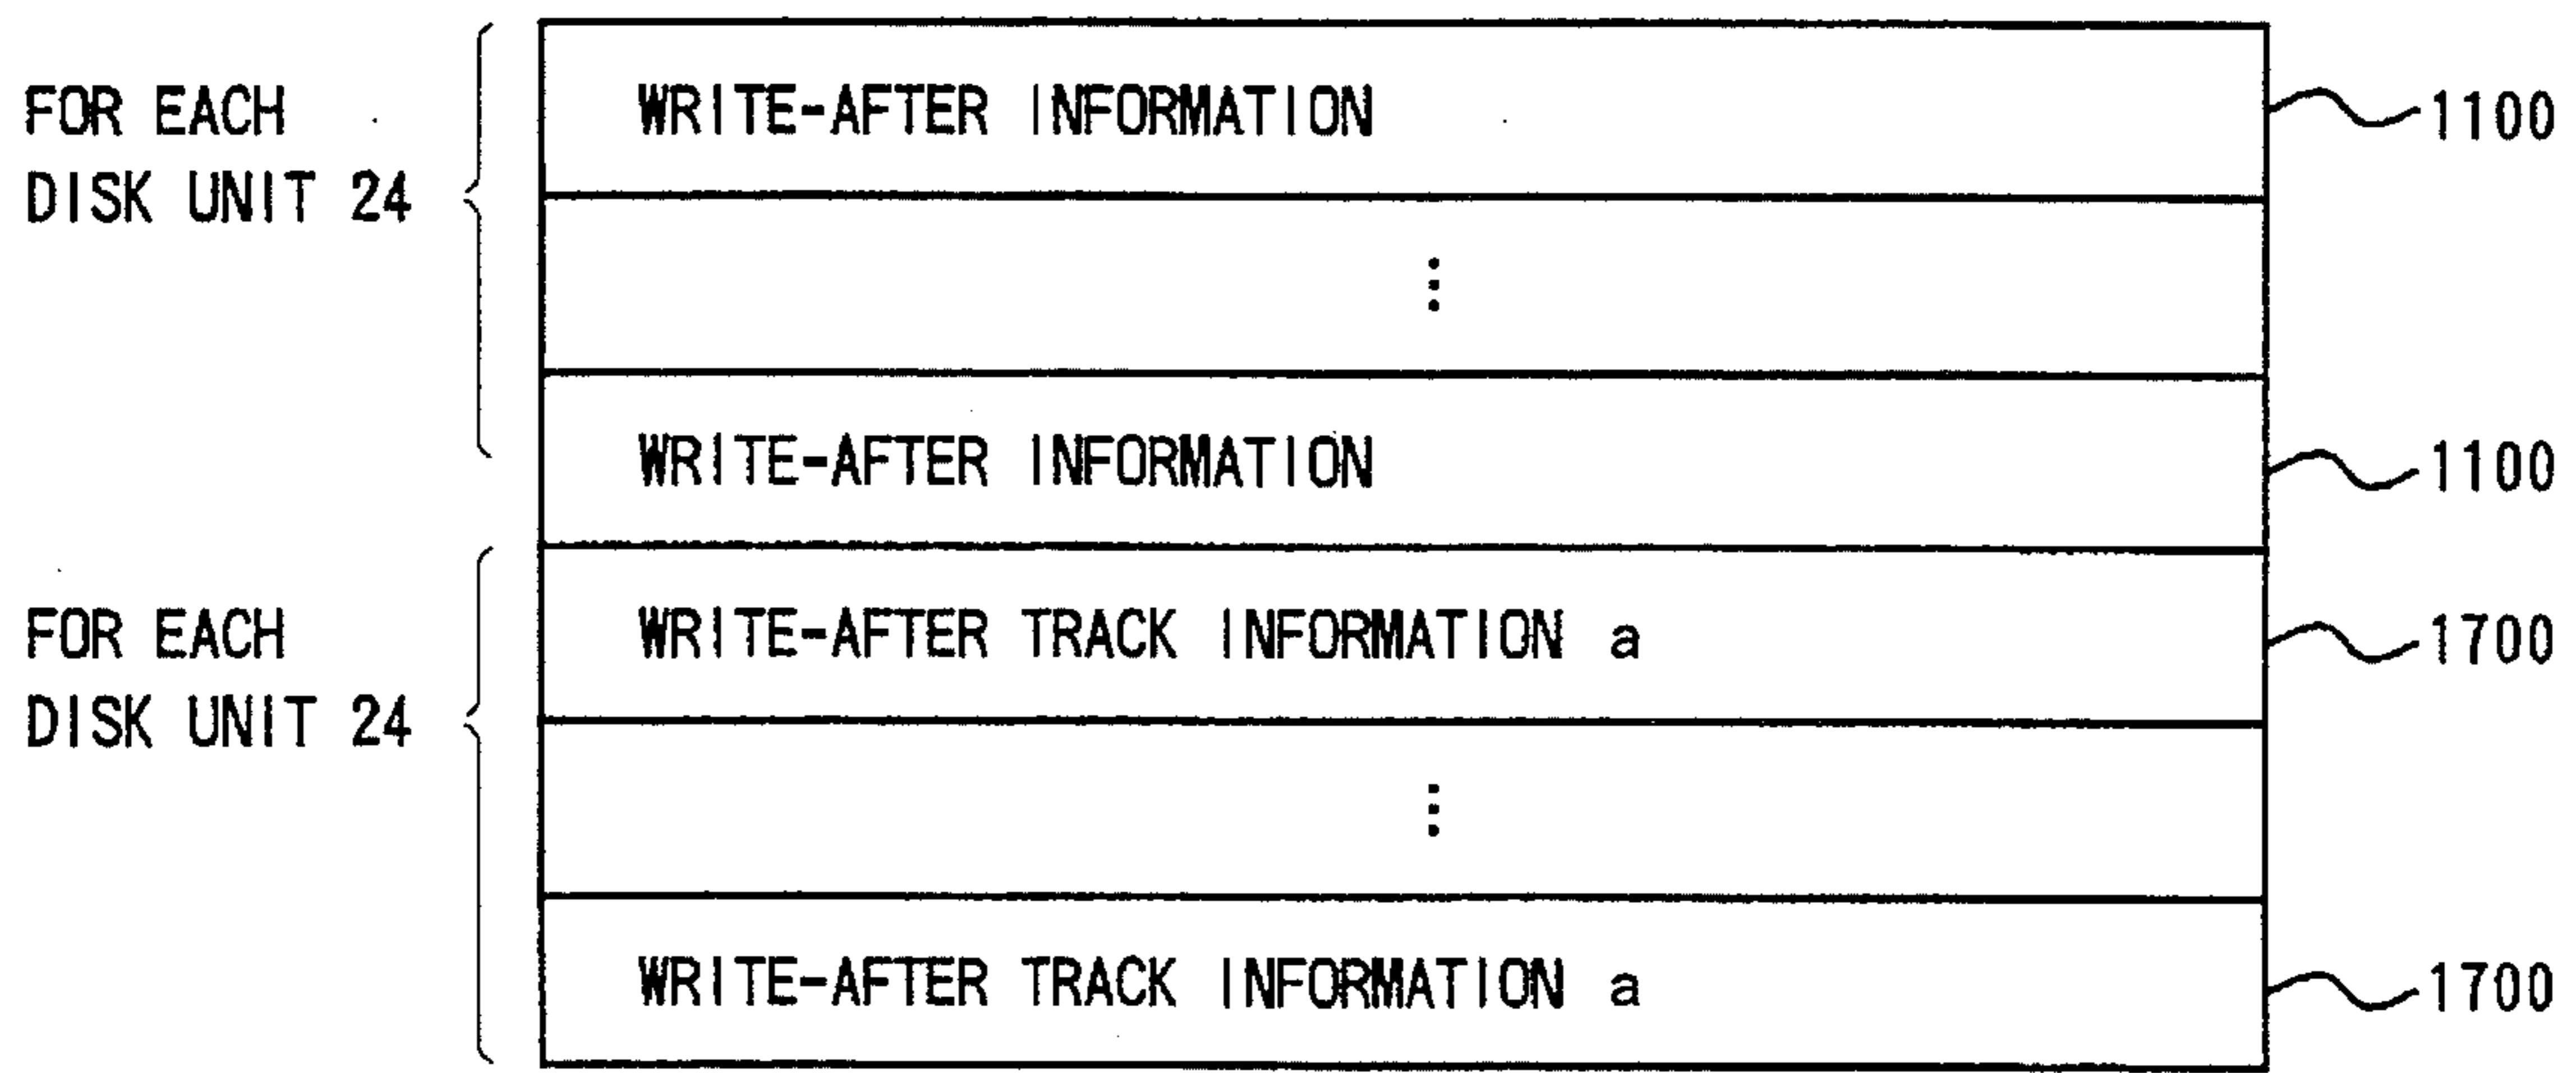 FOR EACH
DISK UNIT 24
WRITE-AFTER INFORMATION 1100
⋮
WRITE-AFTER INFORMATION 1100
FOR EACH
DISK UNIT 24
WRITE-AFTER TRACK INFORMATION a 1700
⋮
WRITE-AFTER TRACK INFORMATION a 1700